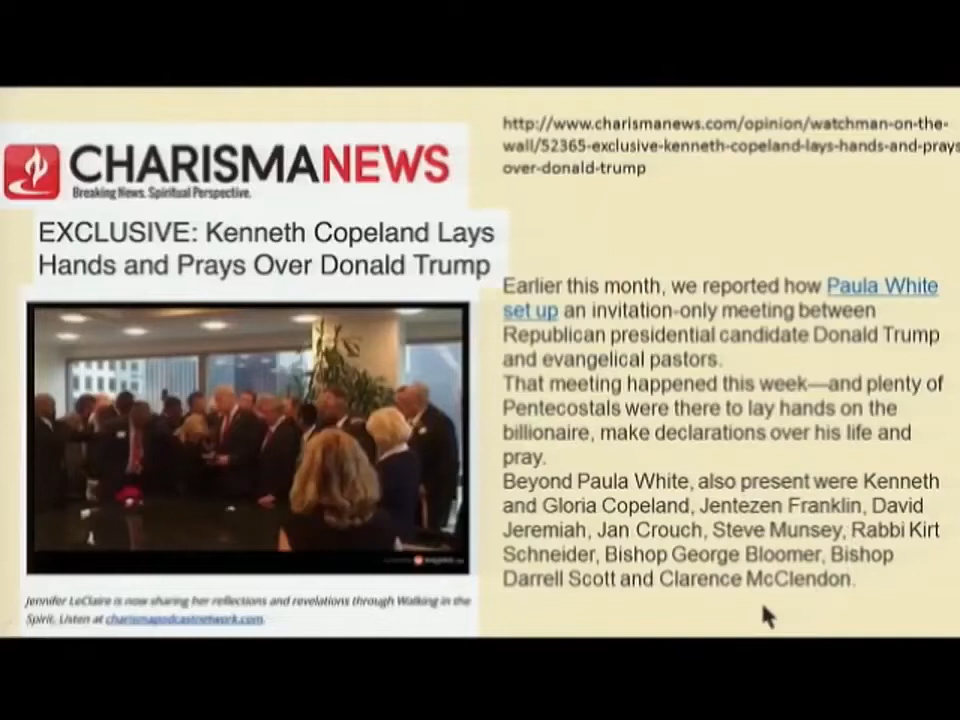 http://www.charismanews.com/opinion/watchman-on-the-
wall/52365-exclusive-kenneth-copeland-lays-hands-and-prays
over-donald-trump
CHARISMANEWS
Breaking News. Spiritual Perspective.
EXCLUSIVE: Kenneth Copeland Lays
Hands and Prays Over Donald Trump
Earlier this month, we reported how Paula White
set up an invitation-only meeting between
Republican presidential candidate Donald Trump
and evangelical pastors.
That meeting happened this week—and plenty of
Pentecostals were there to lay hands on the
billionaire, make declarations over his life and
pray.
Beyond Paula White, also present were Kenneth
and Gloria Copeland, Jentezen Franklin, David
Jeremiah, Jan Crouch, Steve Munsey, Rabbi Kirt
Schneider, Bishop George Bloomer, Bishop
Darrell Scott and Clarence McClendon.
Jennifer LeClaire is now sharing her reflections and revelations through Walking in the
Spirit. Listen at charismapodcastnetwork.com.